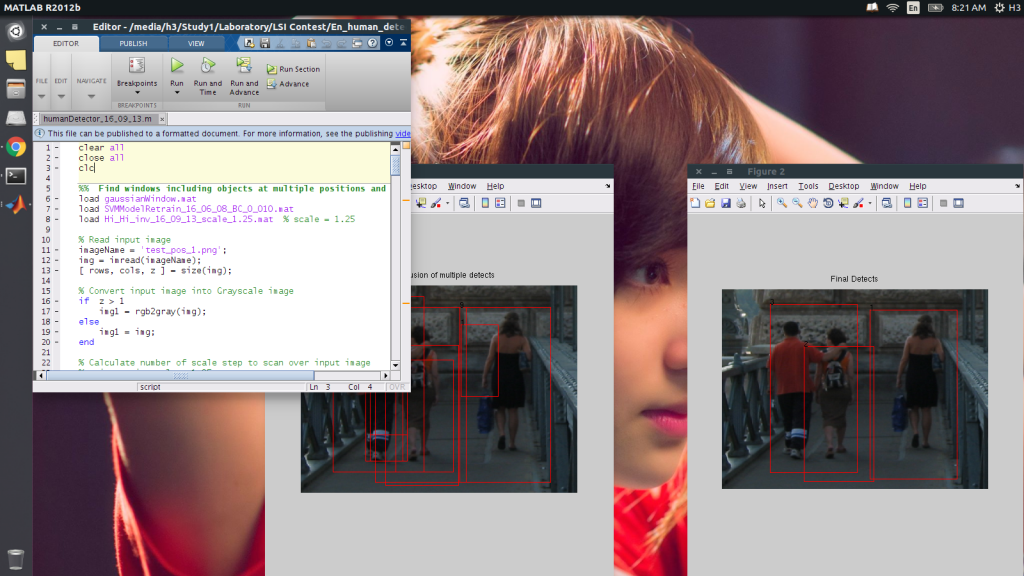 MATLAB R2012b
En
8:21 AM
H3
Editor - /media/h3/Study1/Laboratory/LSI Contest/En_human_dete
EDITOR
PUBLISH
VIEW
FILE
EDIT
NAVIGATE
Breakpoints
Run
Run and
Time
Run and
Advance
Run Section
Advance
BREAKPOINTS
RUN
humanDetector_16_09_13.m
This file can be published to a formatted document. For more information, see the publishing vide
1 - clear all
2 - close all
3 - clc
4
5 %% Find windows including objects at multiple positions and
6 - load gaussianWindow.mat
7 - load SVMModelRetrain_16_06_08_BC_0_010.mat
8 - load Hi_Hi_inv_16_09_13_scale_1.25.mat % scale = 1.25
9
10 % Read input image
11 - imageName = 'test_pos_1.png';
12 - img = imread(imageName);
13 - [ rows, cols, z ] = size(img);
14
15 % Convert input image into Grayscale image
16 - if z > 1
17 - img1 = rgb2gray(img);
18 - else
19 - img1 = img;
20 - end
21
22 % Calculate number of scale step to scan over input image
script
Ln 3 Col 4
OVR
esktop Window Help
usion of multiple detects
Figure 2
File Edit View Insert Tools Desktop Window Help
Final Detects